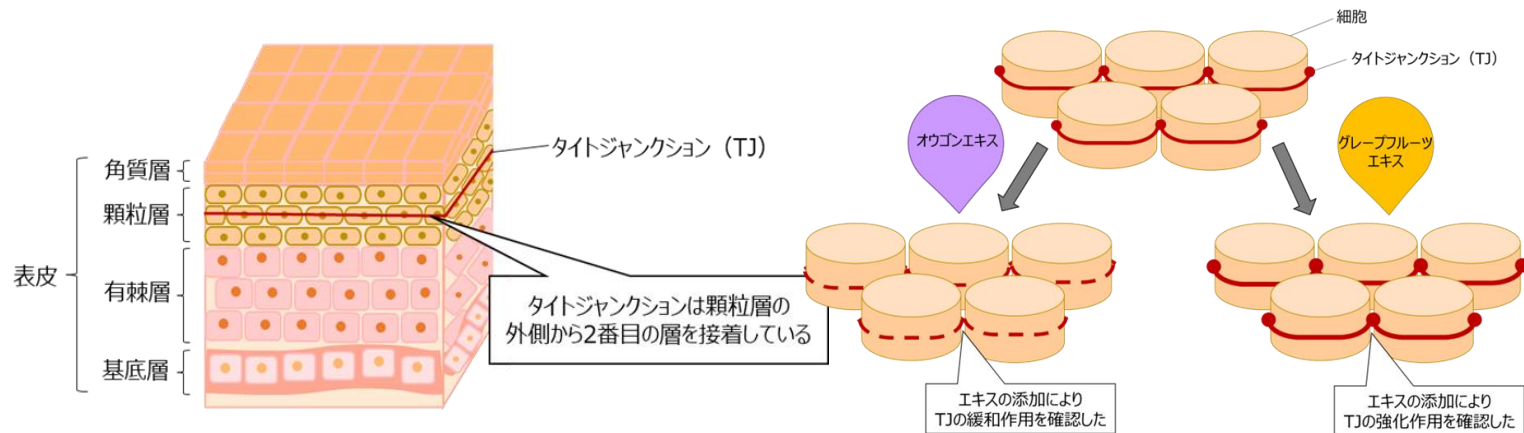 表皮
角質層
顆粒層
有棘層
基底層
タイトジャンクション（TJ）
タイトジャンクションは顆粒層の
外側から2番目の層を接着している
細胞
タイトジャンクション（TJ）
オウゴンエキス
グレープフルーツ
エキス
エキスの添加により
TJの緩和作用を確認した
エキスの添加により
TJの強化作用を確認した